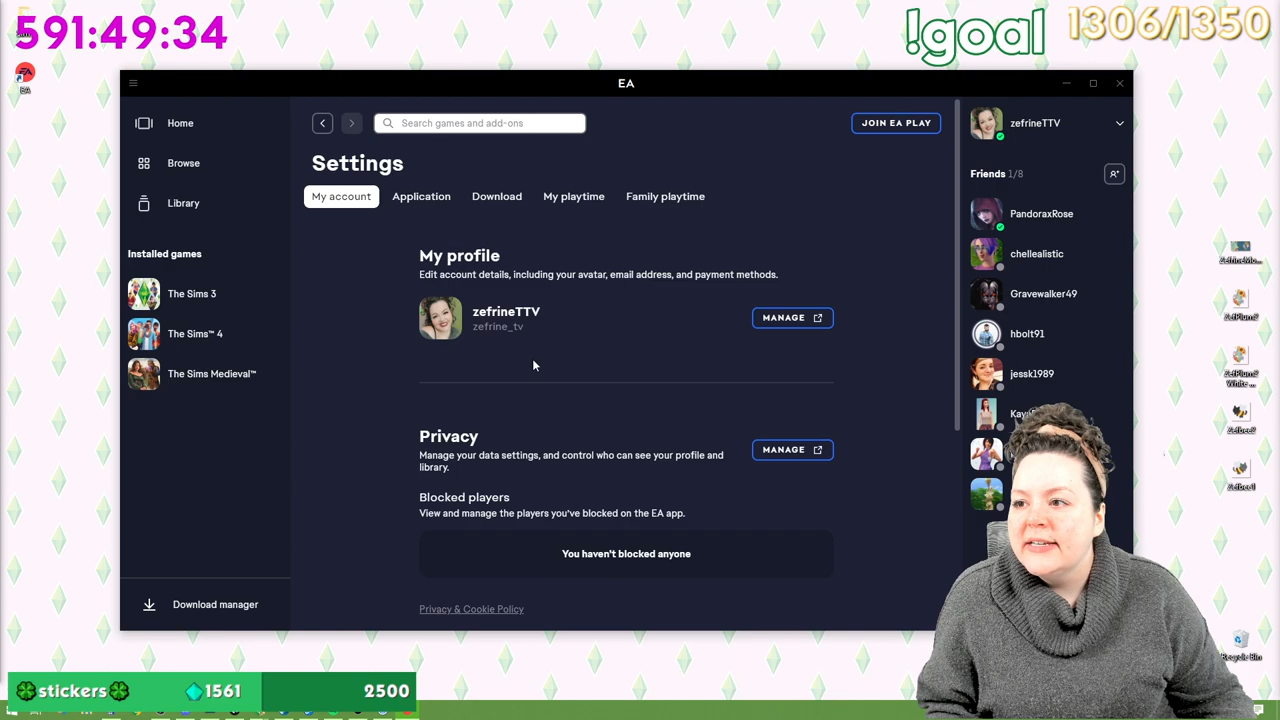 591:49:34
!goal
1306/1350
EA
EA
Home
Browse
Library
Installed games
The Sims 3
The Sims™ 4
The Sims Medieval™
Download manager
Search games and add-ons
JOIN EA PLAY
Settings
My account
Application
Download
My playtime
Family playtime
My profile
Edit account details, including your avatar, email address, and payment methods.
zefrineTTV
zefrine_tv
MANAGE
Privacy
Manage your data settings, and control who can see your profile and
library.
MANAGE
Blocked players
View and manage the players you've blocked on the EA app.
You haven't blocked anyone
Privacy & Cookie Policy
zefrineTTV
Friends 1/8
PandoraxRose
chellealistic
Gravewalker49
hbolt91
jessk1989
Recycle Bin
🍀stickers🍀
1561
2500